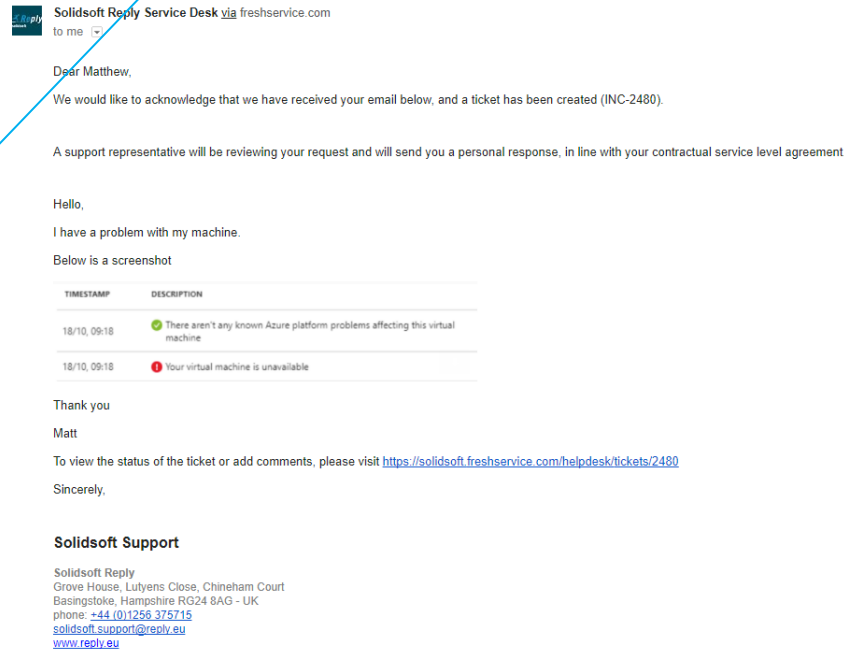 Reply
Solidsoft Reply Service Desk via freshservice.com
to me
Dear Matthew,
We would like to acknowledge that we have received your email below, and a ticket has been created (INC-2480).
A support representative will be reviewing your request and will send you a personal response, in line with your contractual service level agreement
Hello,
I have a problem with my machine.
Below is a screenshot
TIMESTAMP DESCRIPTION
18/10, 09:18 There aren't any known Azure platform problems affecting this virtual
machine
18/10, 09:18 Your virtual machine is unavailable
Thank you
Matt
To view the status of the ticket or add comments, please visit https://solidsoft.freshservice.com/helpdesk/tickets/2480
Sincerely,
Solidsoft Support
Solidsoft Reply
Grove House, Lutyens Close, Chineham Court
Basingstoke, Hampshire RG24 8AG - UK
phone: +44 (0)1256 375715
solidsoft.support@reply.eu
www.reply.eu